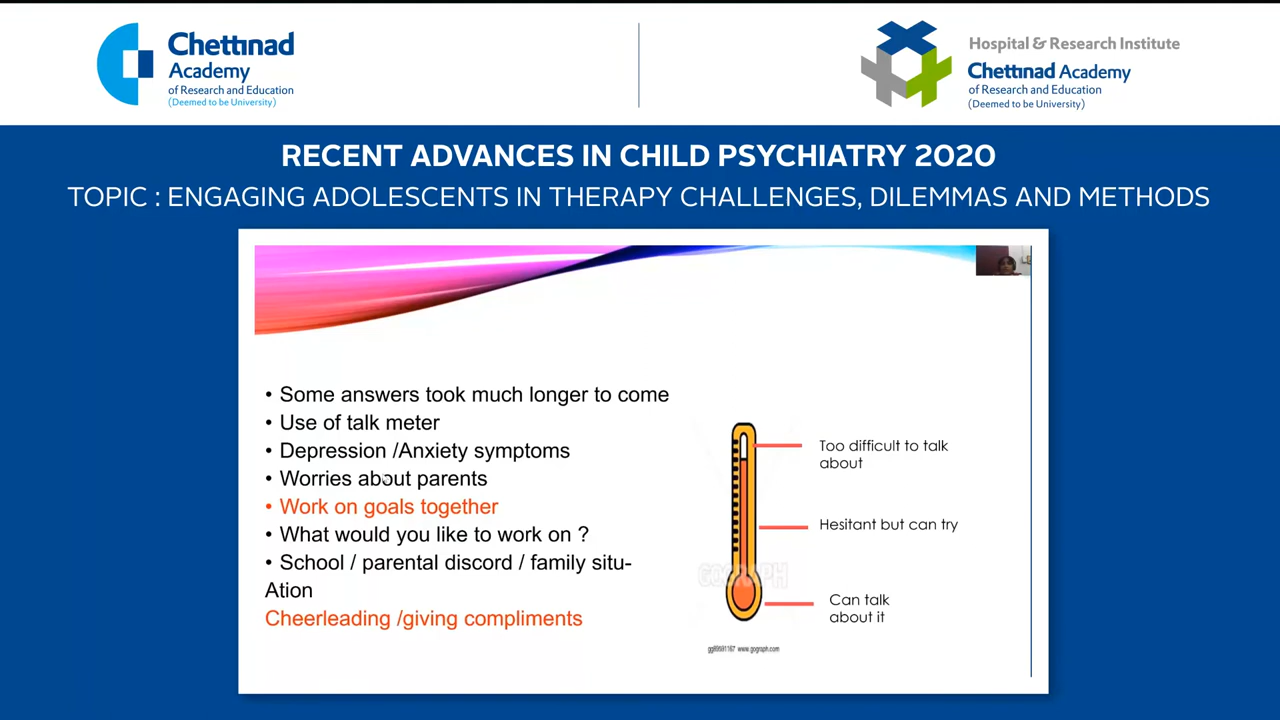 Chettinad
Academy
of Research and Education
(Deemed to be University)
Hospital & Research Institute
Chettinad Academy
of Research and Education
(Deemed to be University)
RECENT ADVANCES IN CHILD PSYCHIATRY 2020
TOPIC : ENGAGING ADOLESCENTS IN THERAPY CHALLENGES, DILEMMAS AND METHODS
• Some answers took much longer to come
• Use of talk meter
• Depression /Anxiety symptoms
• Worries about parents
• Work on goals together
• What would you like to work on ?
• School / parental discord / family situ-
Ation
Cheerleading /giving compliments
Too difficult to talk
about
Hesitant but can try
Can talk
about it
GOGRAPH
www.gograph.com